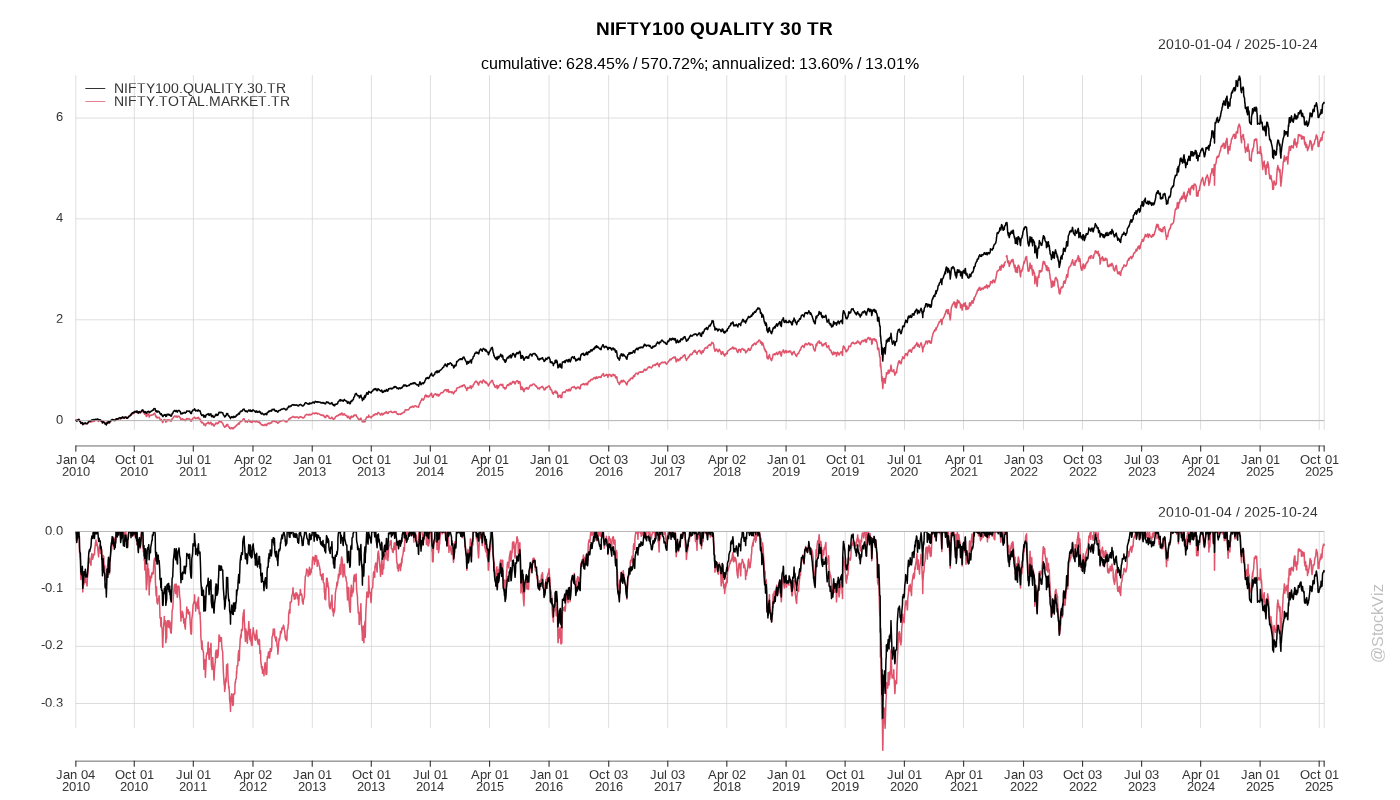 NIFTY100 QUALITY 30 TR
2010-01-04 / 2025-10-24
cumulative: 628.45% / 570.72%; annualized: 13.60% / 13.01%
NIFTY100.QUALITY.30.TR
NIFTY.TOTAL.MARKET.TR
6
4
2
0
Jan 04 Oct 01 Jul 01 Apr 02 Jan 01 Oct 01 Jul 01 Apr 01 Jan 01 Oct 03 Jul 03 Apr 02 Jan 01 Oct 01 Jul 01 Apr 01 Jan 03 Oct 03 Jul 03 Apr 01 Jan 01 Oct 01
2010 2010 2011 2012 2013 2013 2014 2015 2016 2016 2017 2018 2019 2019 2020 2021 2022 2022 2023 2024 2025 2025
2010-01-04 / 2025-10-24
0.0
-0.1
-0.2
-0.3
Jan 04 Oct 01 Jul 01 Apr 02 Jan 01 Oct 01 Jul 01 Apr 01 Jan 01 Oct 03 Jul 03 Apr 02 Jan 01 Oct 01 Jul 01 Apr 01 Jan 03 Oct 03 Jul 03 Apr 01 Jan 01 Oct 01
2010 2010 2011 2012 2013 2013 2014 2015 2016 2016 2017 2018 2019 2019 2020 2021 2022 2022 2023 2024 2025 2025
@StockViz